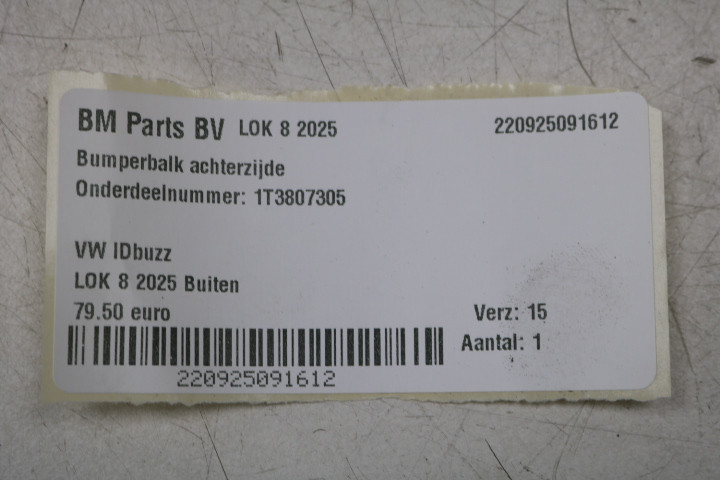 BM Parts BV LOK 8 2025 220925091612
Bumperbalk achterzijde
Onderdeelnummer: 1T3807305
VW IDbuzz
LOK 8 2025 Buiten
79.50 euro Verz: 15
Aantal: 1
220925091612